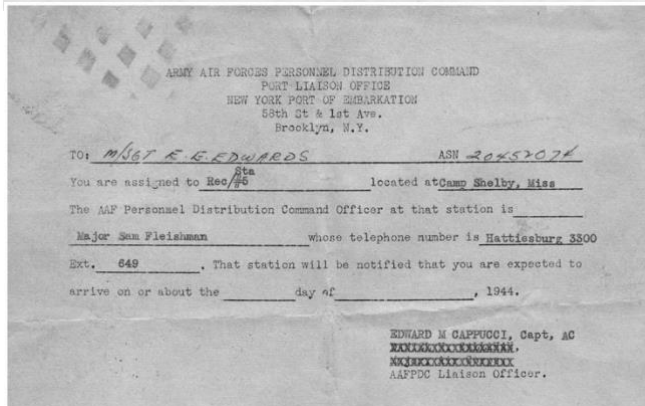 ARMY AIR FORCES PERSONNEL DISTRIBUTION COMMAND
PORT LIAISON OFFICE
NEW YORK PORT OF EMBARKATION
58th St & 1st Ave.
Brooklyn, N.Y.
TO: M/SGT E. G. EDWARDS ASN 20452074
Sta
You are assigned to Rec/#5 located at Camp Shelby, Miss
The AAF Personnel Distribution Command Officer at that station is
Major Sam Fleishman whose telephone number is Hattiesburg 3300
Ext. 649 . That station will be notified that you are expected to
arrive on or about the day of , 1944.
EDWARD M CAPPUCCI, Capt, AC
AAFPDC Liaison Officer.